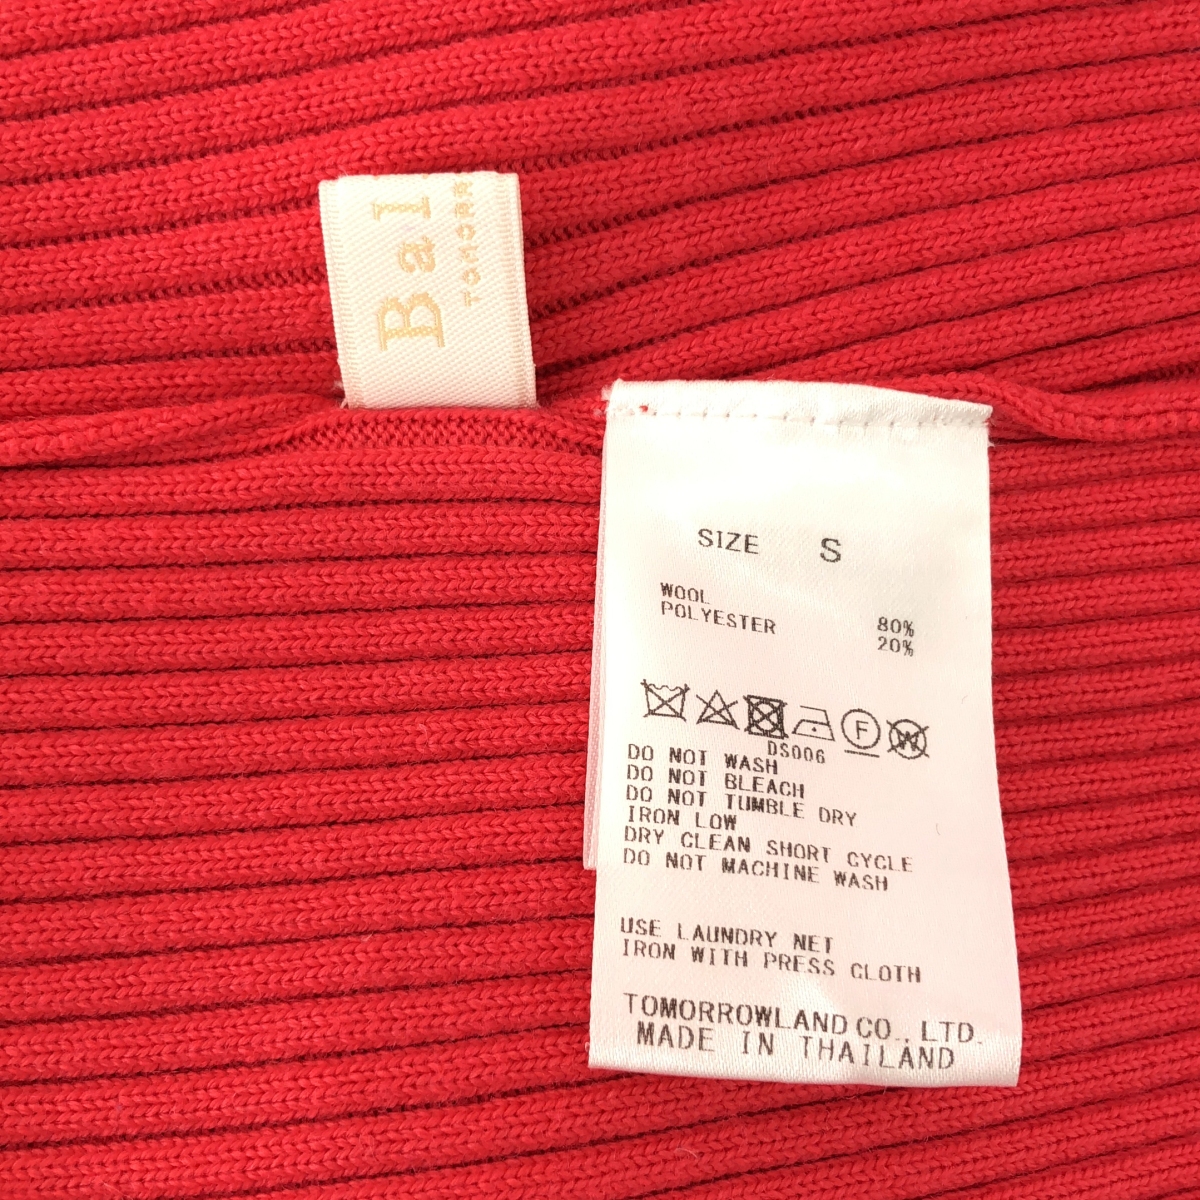 Bal
TOMORR
SIZE S
WOOL 80%
POLYESTER 20%
F W
DS006
DO NOT WASH
DO NOT BLEACH
DO NOT TUMBLE DRY
IRON LOW
DRY CLEAN SHORT CYCLE
DO NOT MACHINE WASH
USE LAUNDRY NET
IRON WITH PRESS CLOTH
TOMORROWLAND CO., LTD.
MADE IN THAILAND